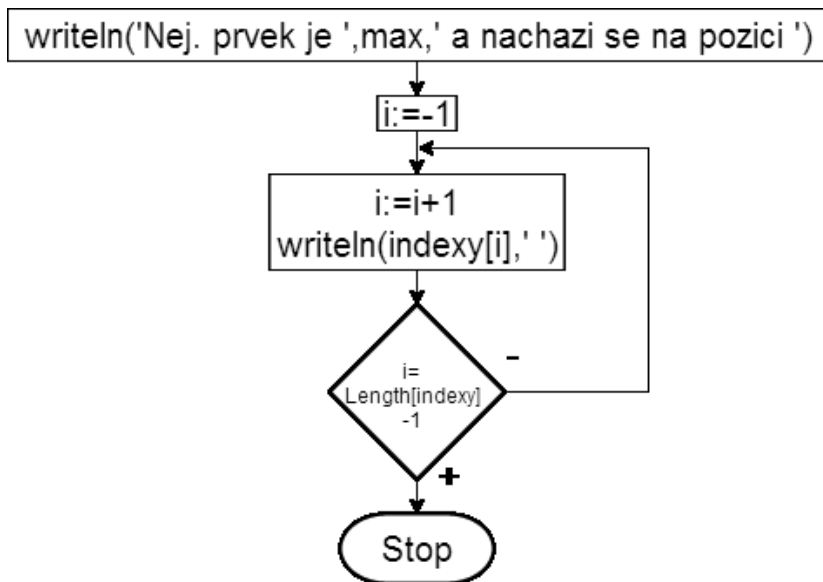 writeln('Nej. prvek je ',max,' a nachazi se na pozici ')
i:=-1
i:=i+1
writeln(indexy[i],' ')
i=
Length[indexy]
-1
-
+
Stop